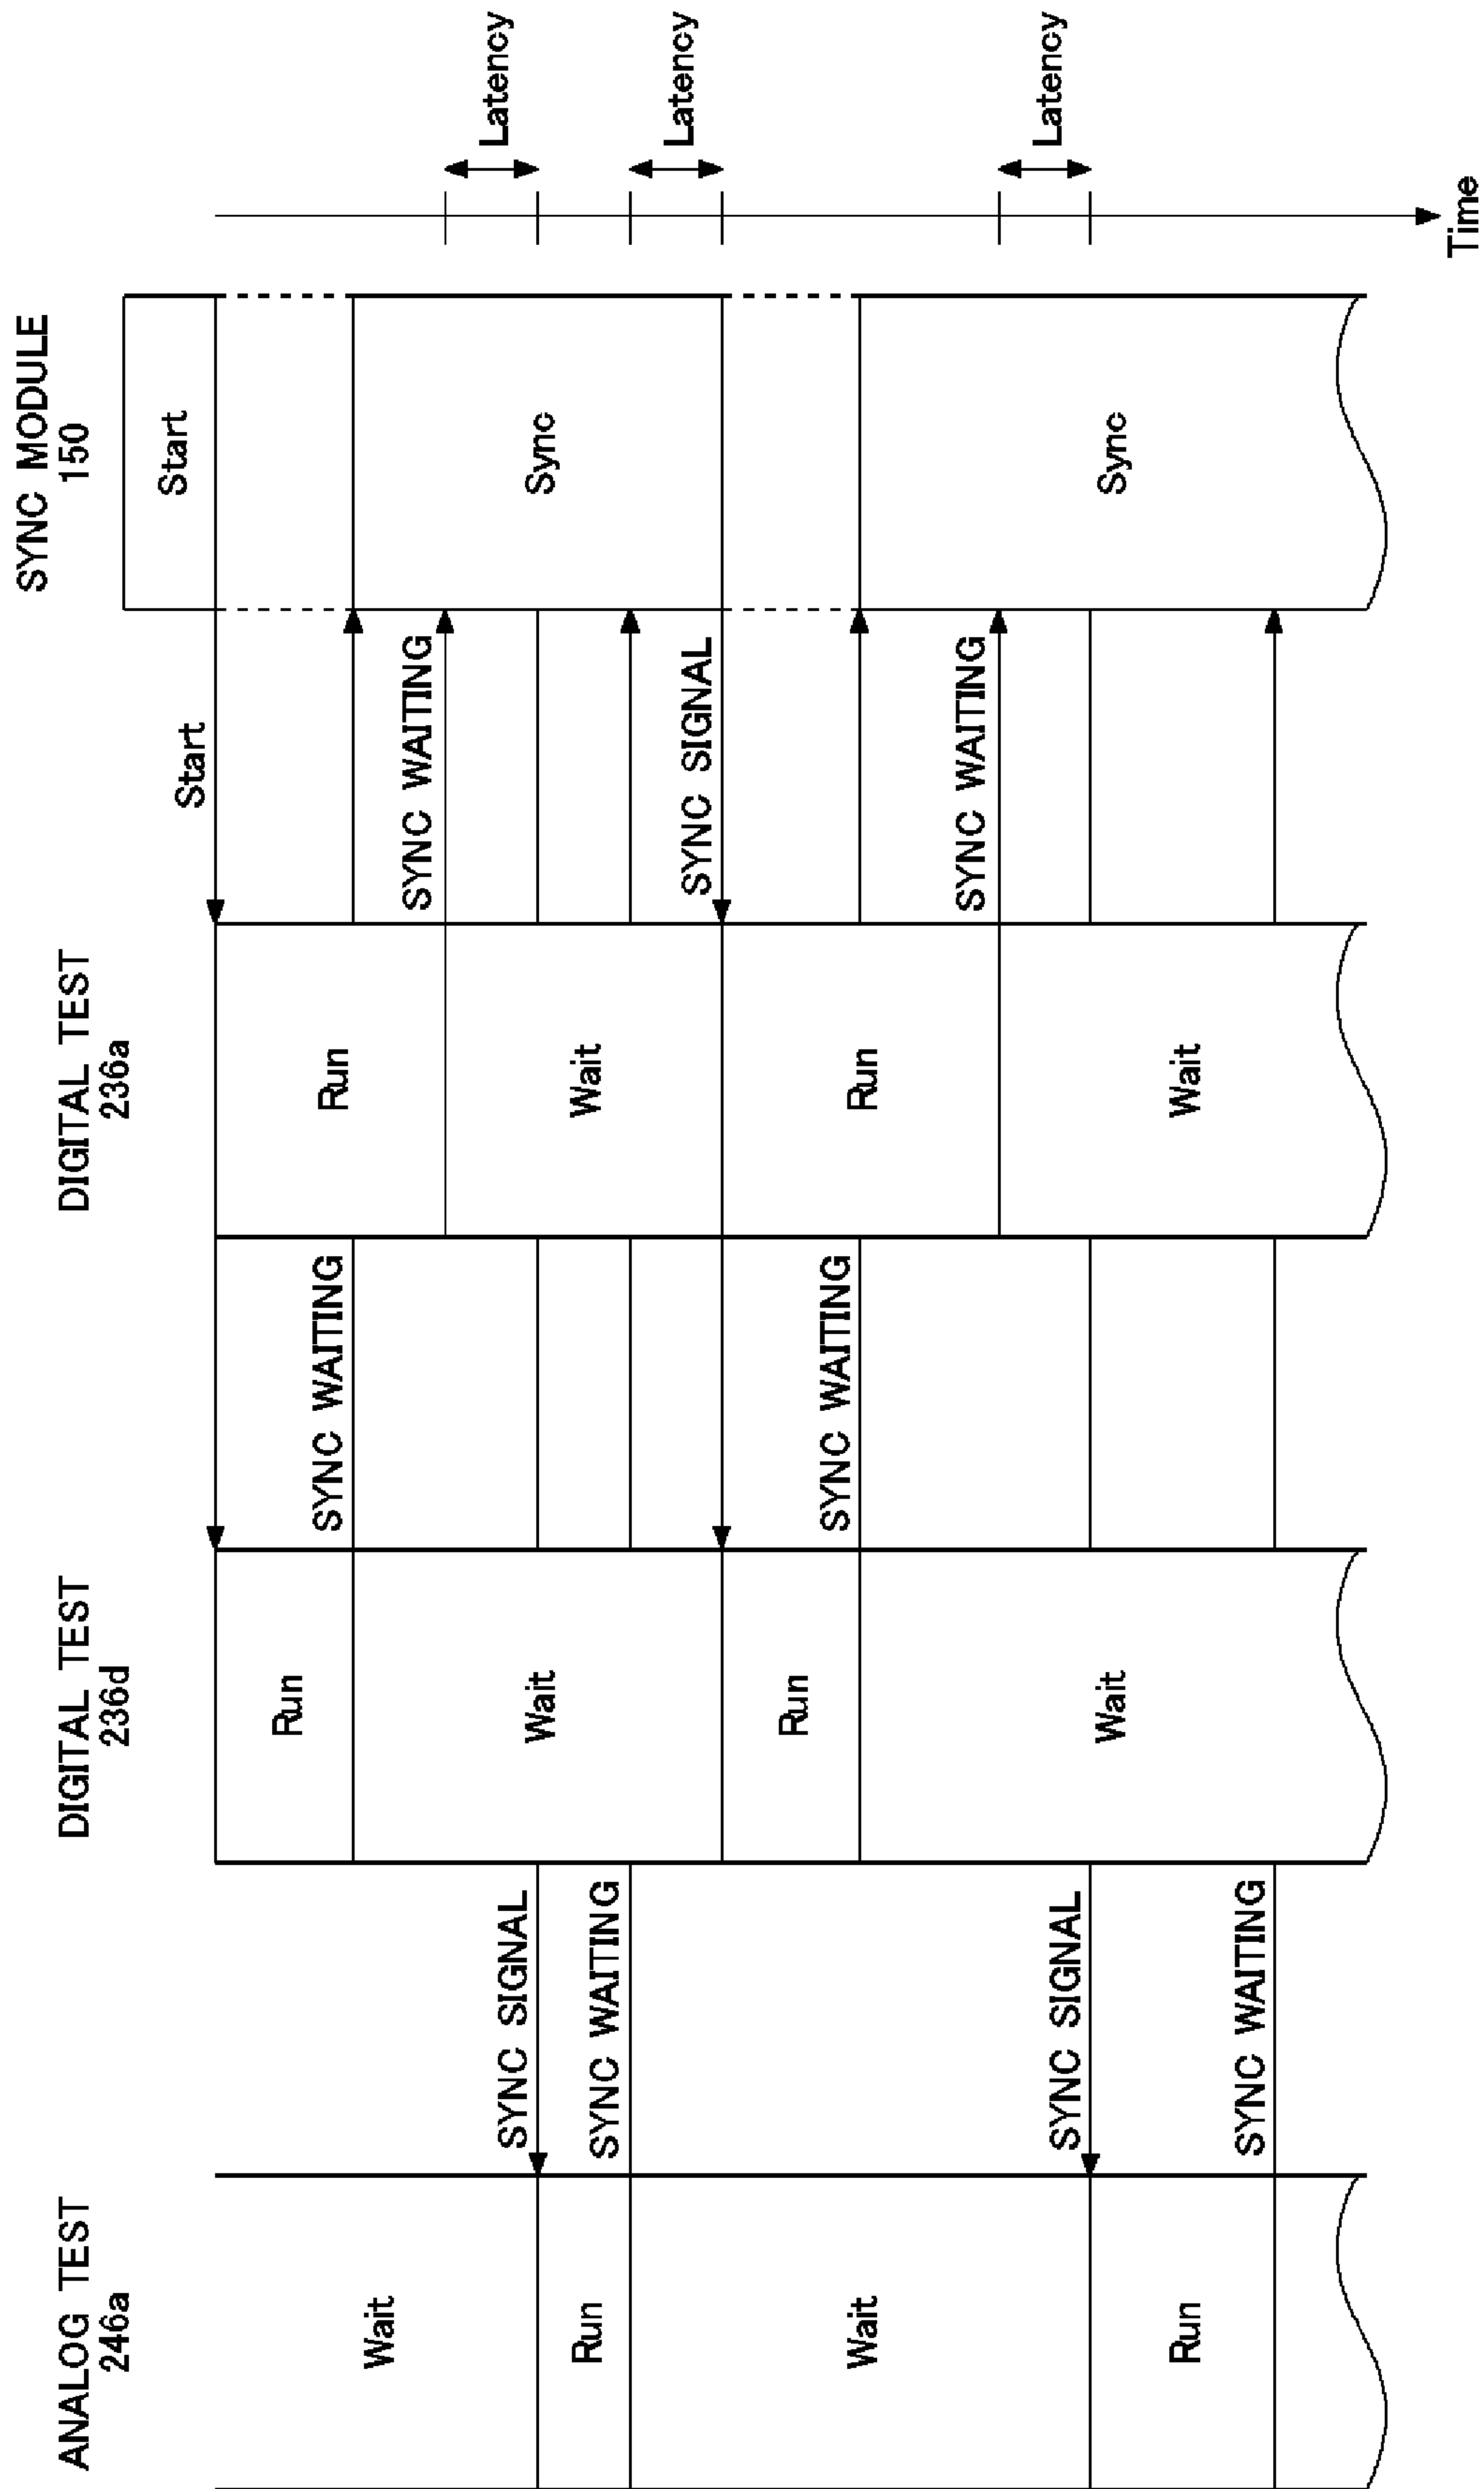 ANALOG TEST
246a
DIGITAL TEST
236d
DIGITAL TEST
236a
SYNC MODULE
150
Start
Start
Run
Run
Wait
SYNC WAITING
SYNC WAITING
Latency
SYNC SIGNAL
Wait
Wait
Sync
Run
SYNC WAITING
Latency
SYNC SIGNAL
Run
Run
Wait
SYNC WAITING
SYNC WAITING
Latency
SYNC SIGNAL
Wait
Sync
Run
Wait
SYNC WAITING
Time